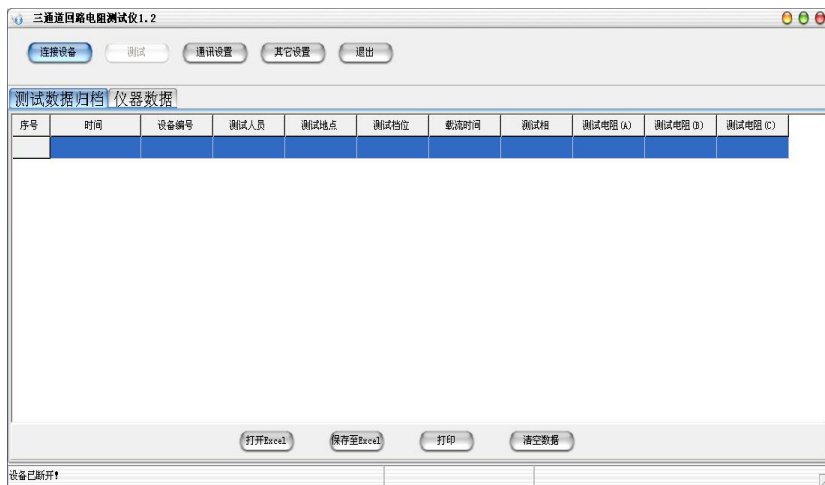 三通道回路电阻测试仪1.2
连接设备 测试 通讯设置 其它设置 退出
测试数据归档 仪器数据
序号 时间 设备编号 测试人员 测试地点 测试档位 载流时间 测试相 测试电阻(A) 测试电阻(B) 测试电阻(C)
打开Excel 保存至Excel 打印 清空数据
设备已断开!